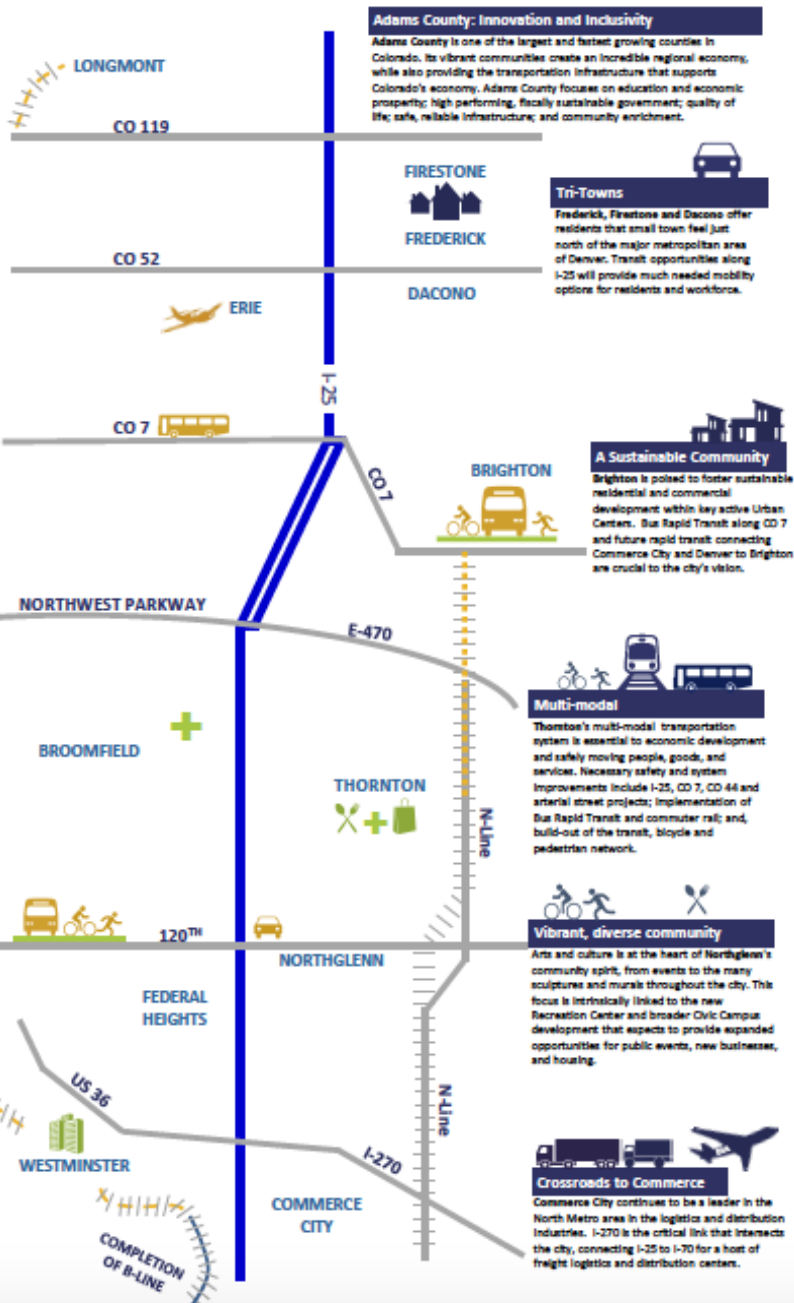 Adams County: Innovation and Inclusivity
Adams County is one of the largest and fastest growing counties in
Colorado. Its vibrant communities create an incredible regional economy,
while also providing the transportation infrastructure that supports
Colorado's economy. Adams County focuses on education and economic
prosperity; high performing, fiscally sustainable government; quality of
life; safe, reliable infrastructure; and community enrichment.
LONGMONT
CO 119
FIRESTONE
FREDERICK
Tri-Towns
Frederick, Firestone and Dacono offer
residents that small town feel just
north of the major metropolitan area
of Denver. Transit opportunities along
I-25 will provide much needed mobility
options for residents and workforce.
CO 52
DACONO
ERIE
I-25
CO 7
CO 7
BRIGHTON
A Sustainable Community
Brighton is poised to foster sustainable
residential and commercial
development within key active Urban
Centers. Bus Rapid Transit along CO 7
and future rapid transit connecting
Commerce City and Denver to Brighton
are crucial to the city's vision.
NORTHWEST PARKWAY
E-470
Multi-modal
Thornton's multi-modal transportation
system is essential to economic development
and safely moving people, goods, and
services. Necessary safety and system
improvements include I-25, CO 7, CO 44 and
arterial street projects; implementation of
Bus Rapid Transit and commuter rail; and,
build-out of the transit, bicycle and
pedestrian network.
BROOMFIELD
THORNTON
N-Line
120TH
NORTHGLENN
Vibrant, diverse community
Arts and culture is at the heart of Northglenn's
community spirit, from events to the many
sculptures and murals throughout the city. This
focus is intrinsically linked to the new
Recreation Center and broader Civic Campus
development that expects to provide expanded
opportunities for public events, new businesses,
and housing.
FEDERAL
HEIGHTS
US 36
N-Line
WESTMINSTER
I-270
COMMERCE
CITY
Crossroads to Commerce
Commerce City continues to be a leader in the
North Metro area in the logistics and distribution
industries. I-270 is the critical link that intersects
the city, connecting I-25 to I-70 for a host of
freight logistics and distribution centers.
COMPLETION
OF B-LINE